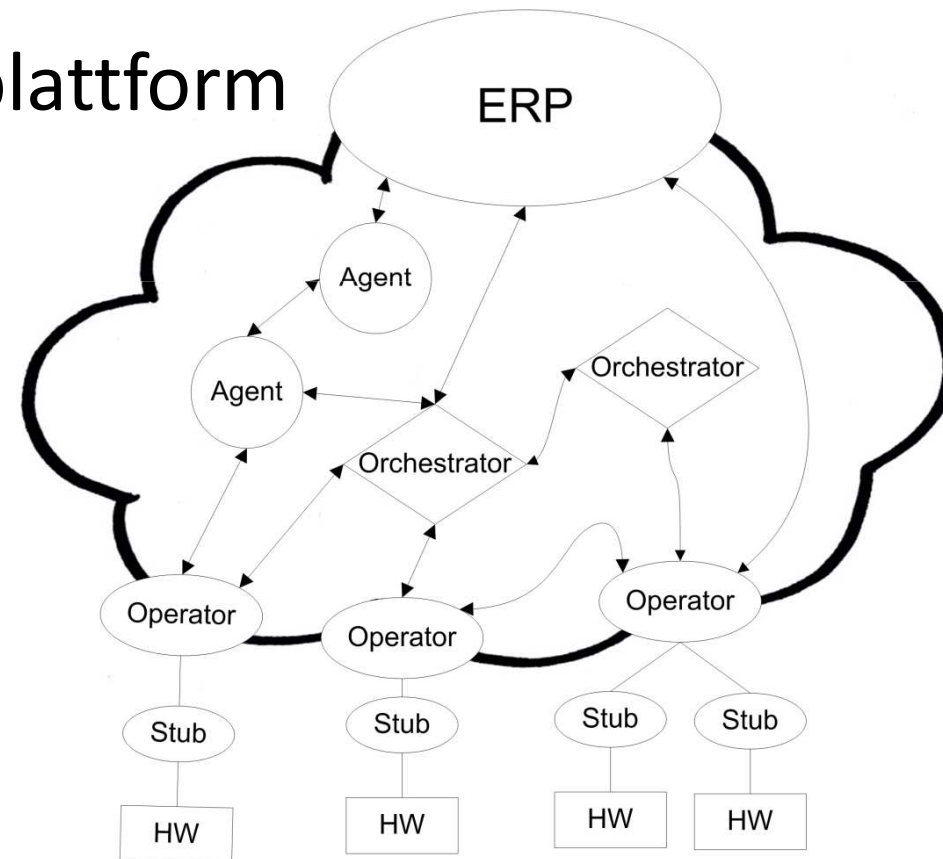 plattform
ERP
Agent
Agent
Orchestrator
Orchestrator
Operator
Operator
Operator
Stub
Stub
Stub
Stub
HW
HW
HW
HW